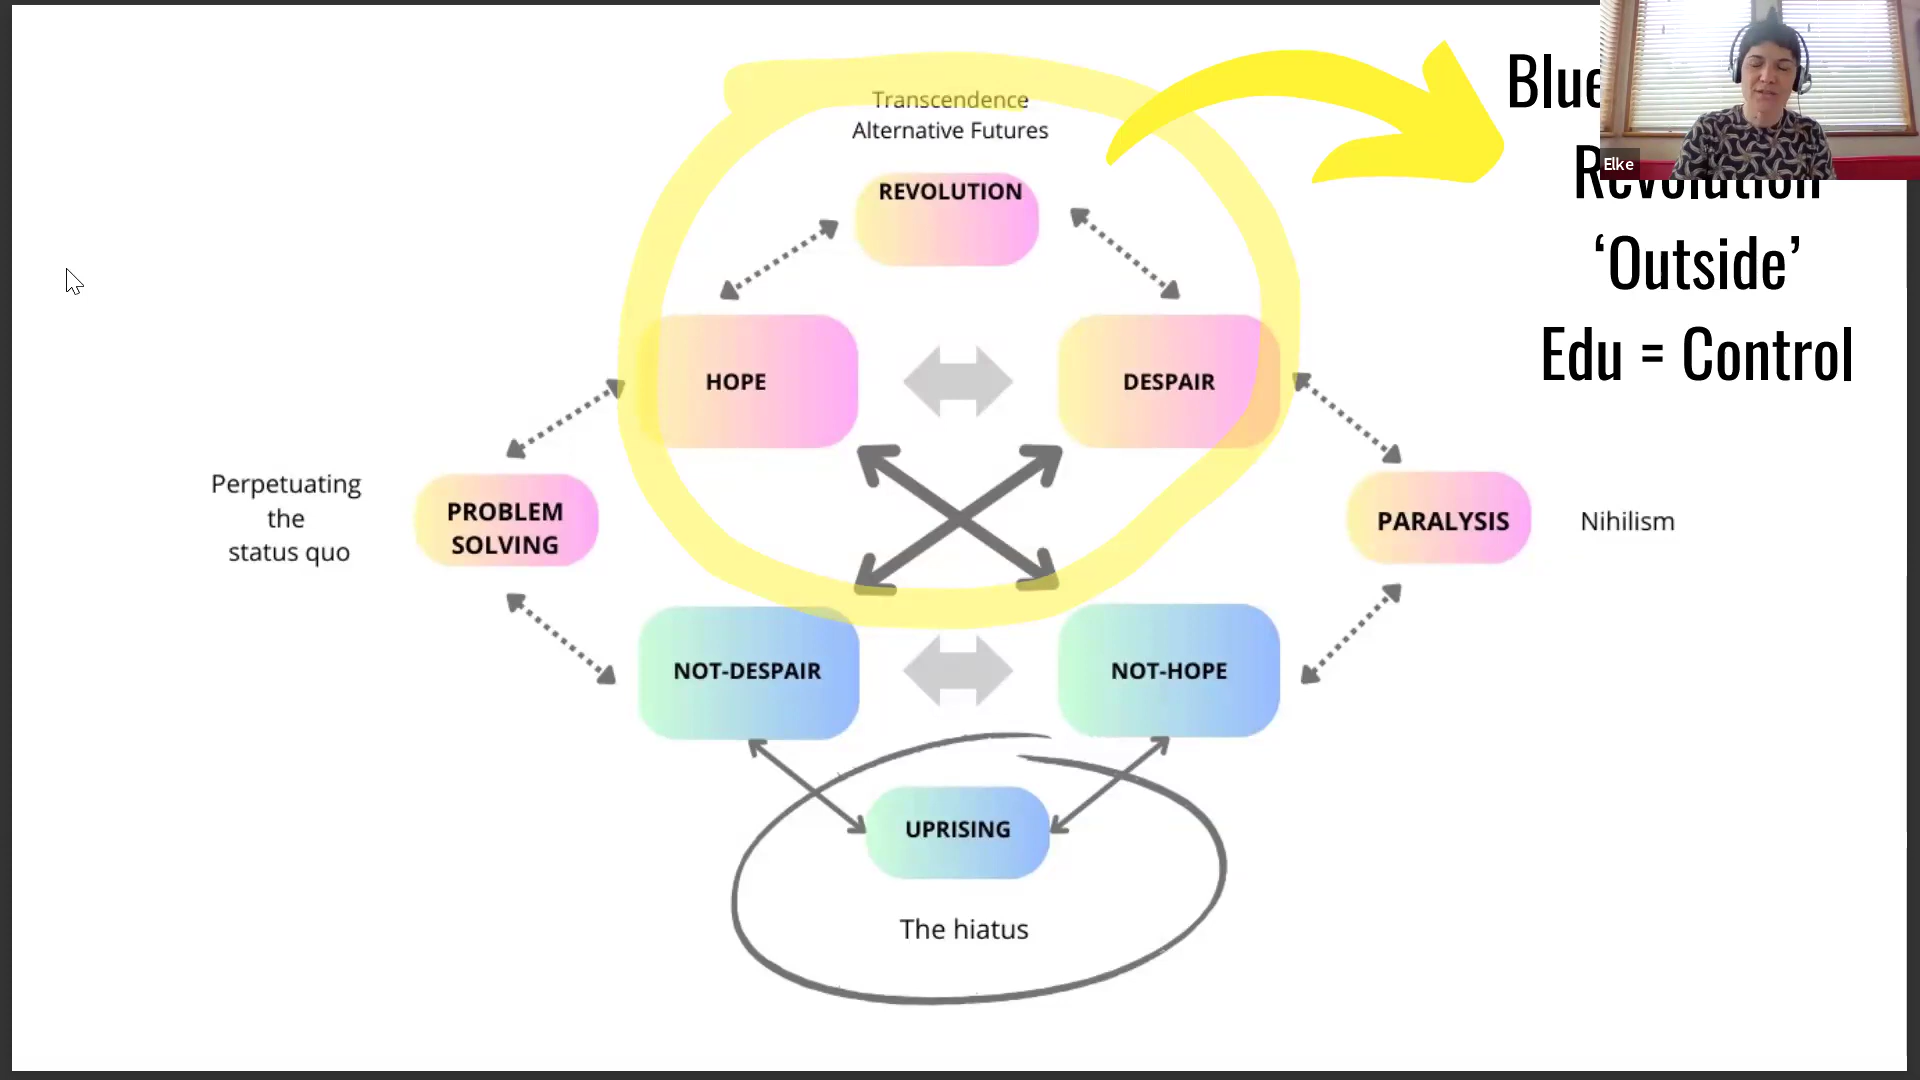 Transcendence
Alternative Futures
REVOLUTION
HOPE
DESPAIR
Perpetuating
the
status quo
PROBLEM
SOLVING
PARALYSIS
Nihilism
NOT-DESPAIR
NOT-HOPE
UPRISING
The hiatus
Revolution
‘Outside’
Edu = Control
Elke